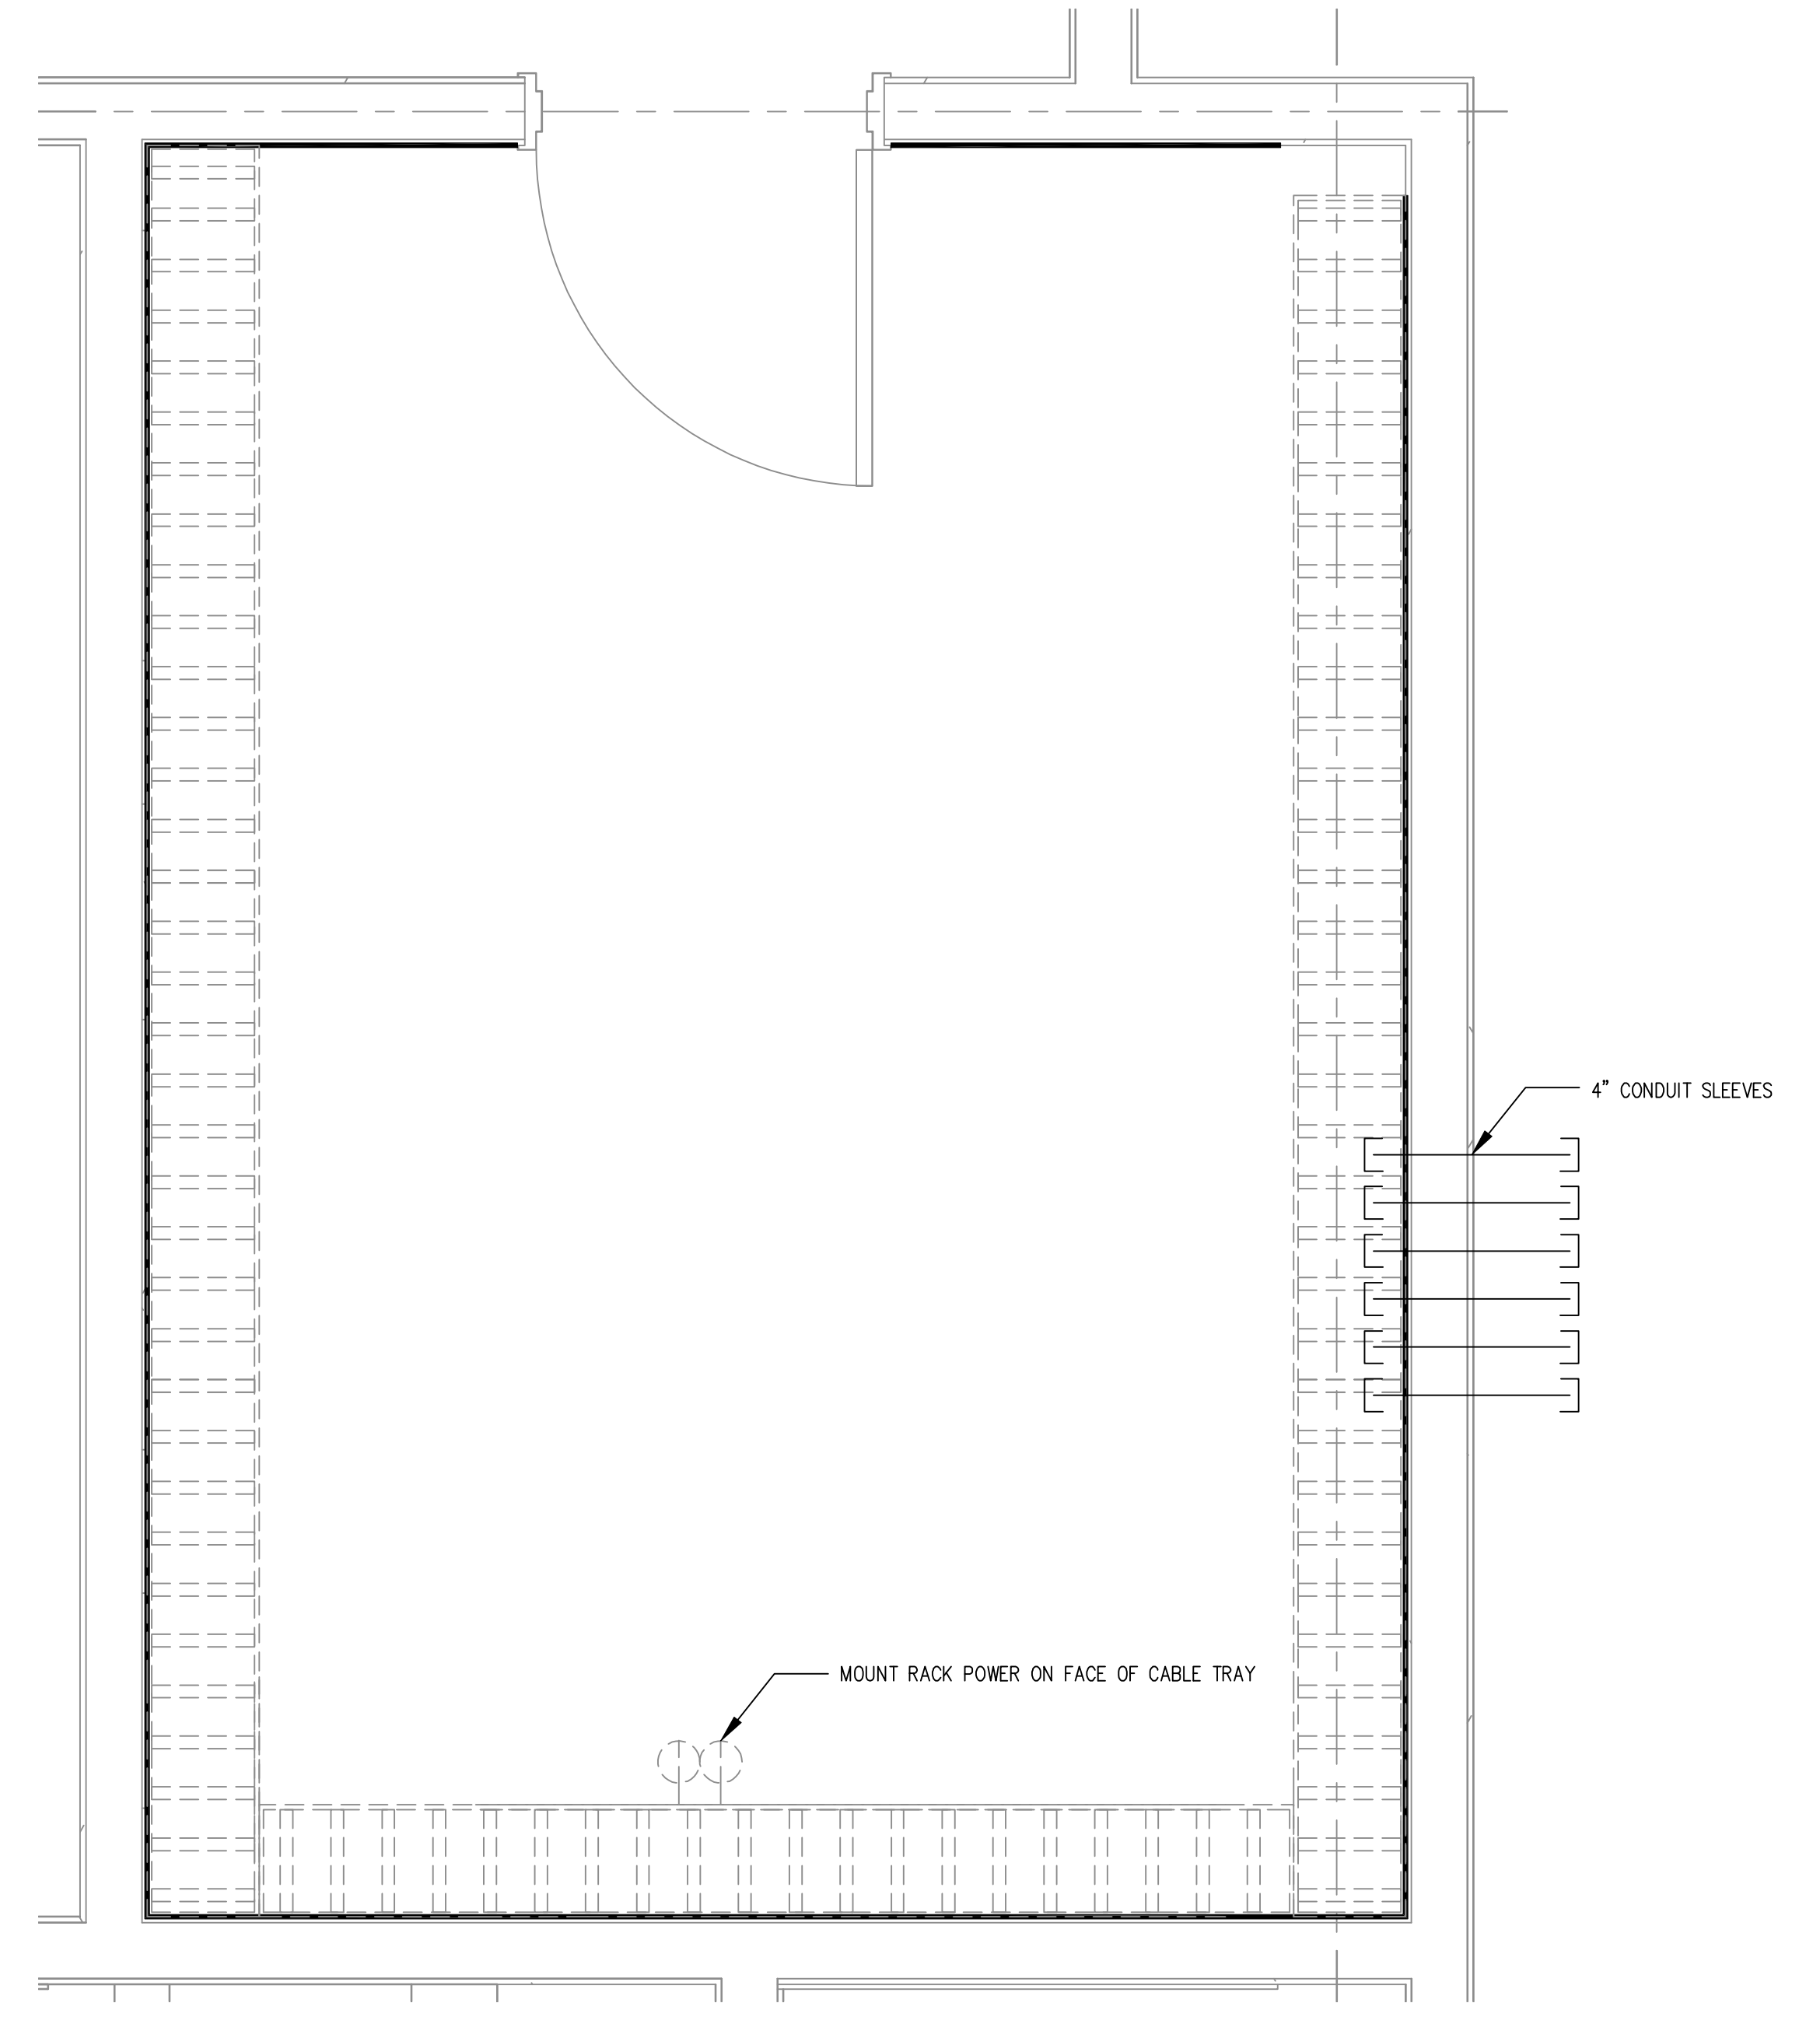 4” CONDUIT SLEEVES
MOUNT RACK POWER ON FACE OF CABLE TRAY